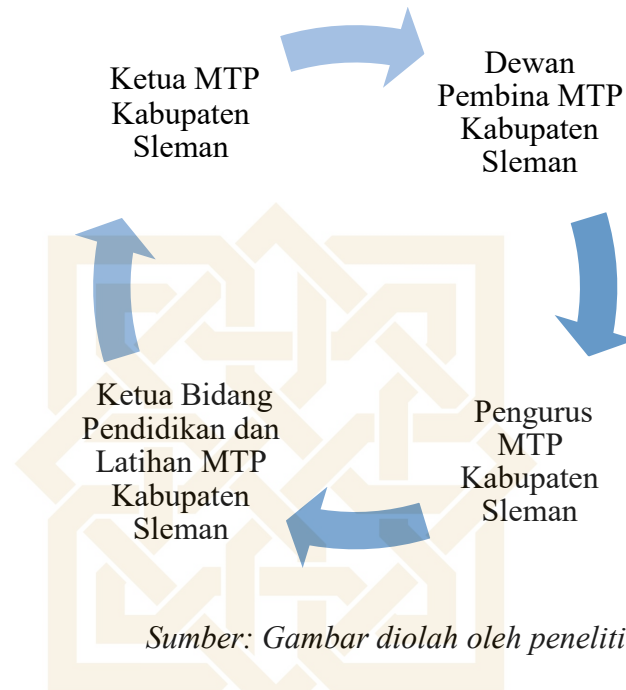 Ketua MTP
Kabupaten
Sleman
Dewan
Pembina MTP
Kabupaten
Sleman
Pengurus
MTP
Kabupaten
Sleman
Ketua Bidang
Pendidikan dan
Latihan MTP
Kabupaten
Sleman
Sumber: Gambar diolah oleh peneliti